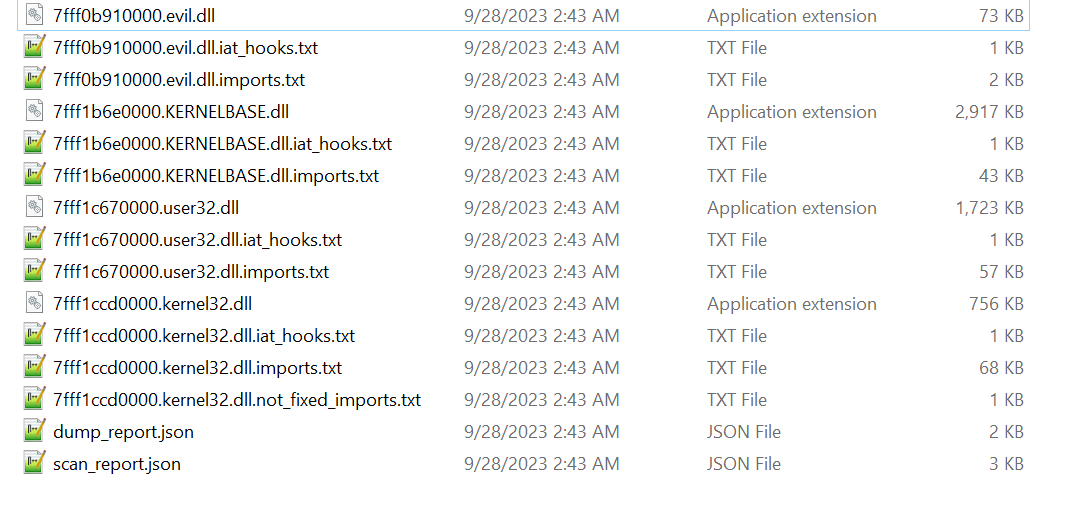 7fff0b910000.evil.dll 9/28/2023 2:43 AM Application extension 73 KB
7fff0b910000.evil.dll.iat_hooks.txt 9/28/2023 2:43 AM TXT File 1 KB
7fff0b910000.evil.dll.imports.txt 9/28/2023 2:43 AM TXT File 2 KB
7fff1b6e0000.KERNELBASE.dll 9/28/2023 2:43 AM Application extension 2,917 KB
7fff1b6e0000.KERNELBASE.dll.iat_hooks.txt 9/28/2023 2:43 AM TXT File 1 KB
7fff1b6e0000.KERNELBASE.dll.imports.txt 9/28/2023 2:43 AM TXT File 43 KB
7fff1c670000.user32.dll 9/28/2023 2:43 AM Application extension 1,723 KB
7fff1c670000.user32.dll.iat_hooks.txt 9/28/2023 2:43 AM TXT File 1 KB
7fff1c670000.user32.dll.imports.txt 9/28/2023 2:43 AM TXT File 57 KB
7fff1ccd0000.kernel32.dll 9/28/2023 2:43 AM Application extension 756 KB
7fff1ccd0000.kernel32.dll.iat_hooks.txt 9/28/2023 2:43 AM TXT File 1 KB
7fff1ccd0000.kernel32.dll.imports.txt 9/28/2023 2:43 AM TXT File 68 KB
7fff1ccd0000.kernel32.dll.not_fixed_imports.txt 9/28/2023 2:43 AM TXT File 1 KB
dump_report.json 9/28/2023 2:43 AM JSON File 2 KB
scan_report.json 9/28/2023 2:43 AM JSON File 3 KB